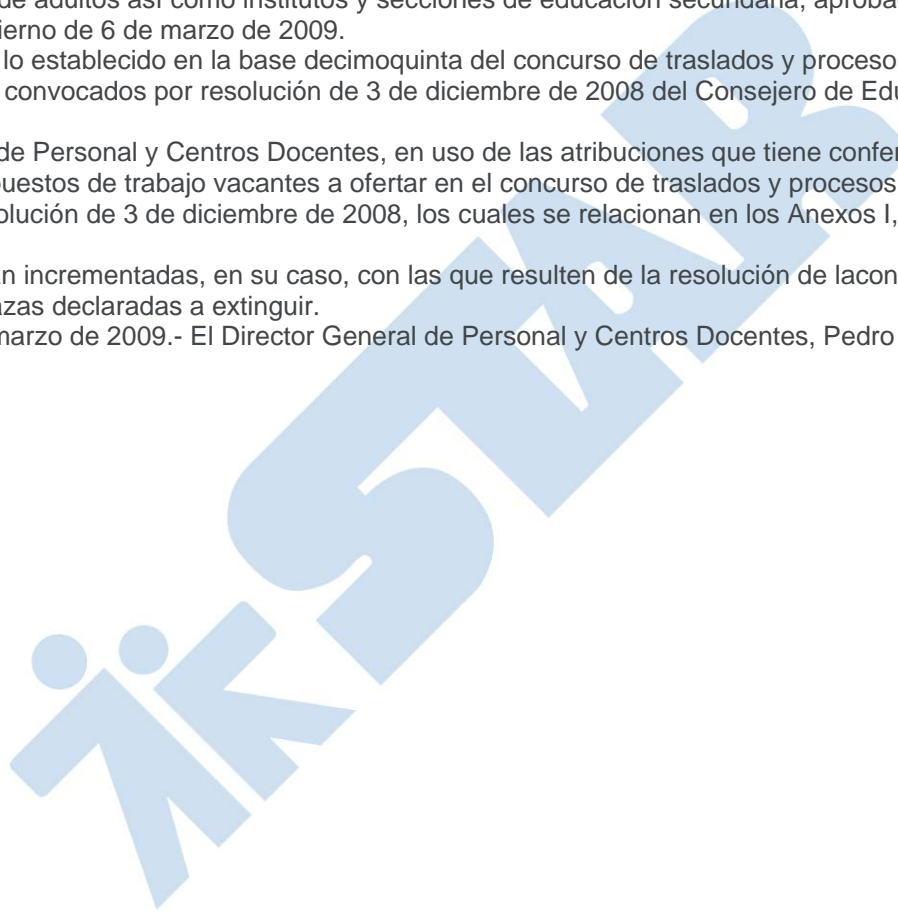 de adultos así como institutos y secciones de educación secundaria, aprobad
ierno de 6 de marzo de 2009.
lo establecido en la base decimoquinta del concurso de traslados y proceso
convocados por resolución de 3 de diciembre de 2008 del Consejero de Edu
de Personal y Centros Docentes, en uso de las atribuciones que tiene confer
puestos de trabajo vacantes a ofertar en el concurso de traslados y procesos
olución de 3 de diciembre de 2008, los cuales se relacionan en los Anexos I,
n incrementadas, en su caso, con las que resulten de la resolución de lacon
azas declaradas a extinguir.
marzo de 2009.- El Director General de Personal y Centros Docentes, Pedro
STAR